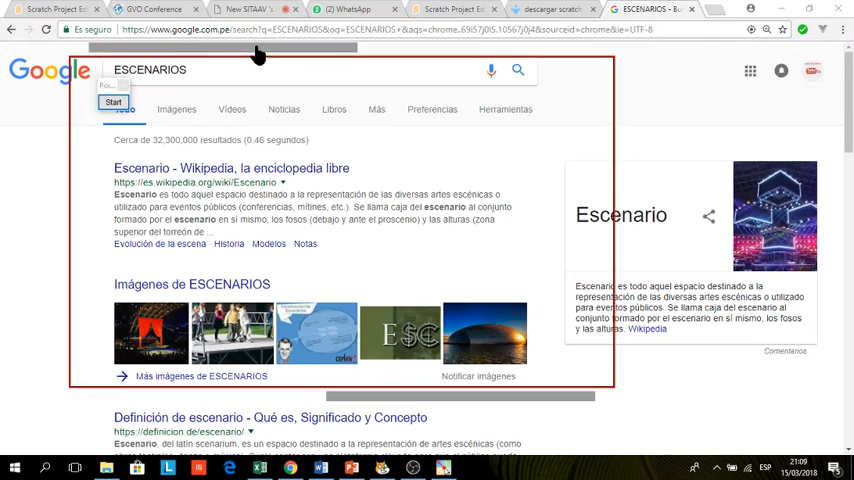 Scratch Project Edi
GVO Conference
New SITAAV 's
(2) WhatsApp
Scratch Project Edi
descargar scratch
ESCENARIOS - Bu
Es seguro
https://www.google.com.pe/search?q=ESCENARIOS&oq=ESCENARIOS+&aqs=chrome..69i57j0l5.10567j0j4&sourceid=chrome&ie=UTF-8
Google
ESCENARIOS
Poi...
Start
Imágenes
Vídeos
Noticias
Libros
Más
Preferencias
Herramientas
Cerca de 32,300,000 resultados (0.46 segundos)
Escenario - Wikipedia, la enciclopedia libre
https://es.wikipedia.org/wiki/Escenario
Escenario es todo aquel espacio destinado a la representación de las diversas artes escénicas o
utilizado para eventos públicos (conferencias, mítines, etc.). Se llama caja del escenario al conjunto
formado por el escenario en sí mismo, los fosos (debajo y ante el proscenio) y las alturas (zona
superior del torreón de ...
Evolución de la escena · Historia · Modelos · Notas
Imágenes de ESCENARIOS
ESC
Más imágenes de ESCENARIOS
Notificar imágenes
Definición de escenario - Qué es, Significado y Concepto
https://definicion.de/escenario/
Escenario, del latín scenarium, es un espacio destinado a la representación de artes escénicas (como
Escenario
Escenario es todo aquel espacio destinado a la
representación de las diversas artes escénicas o utilizado
para eventos públicos. Se llama caja del escenario al
conjunto formado por el escenario en sí mismo, los fosos
y las alturas. Wikipedia
Comentarios
ESP
21:09
15/03/2018